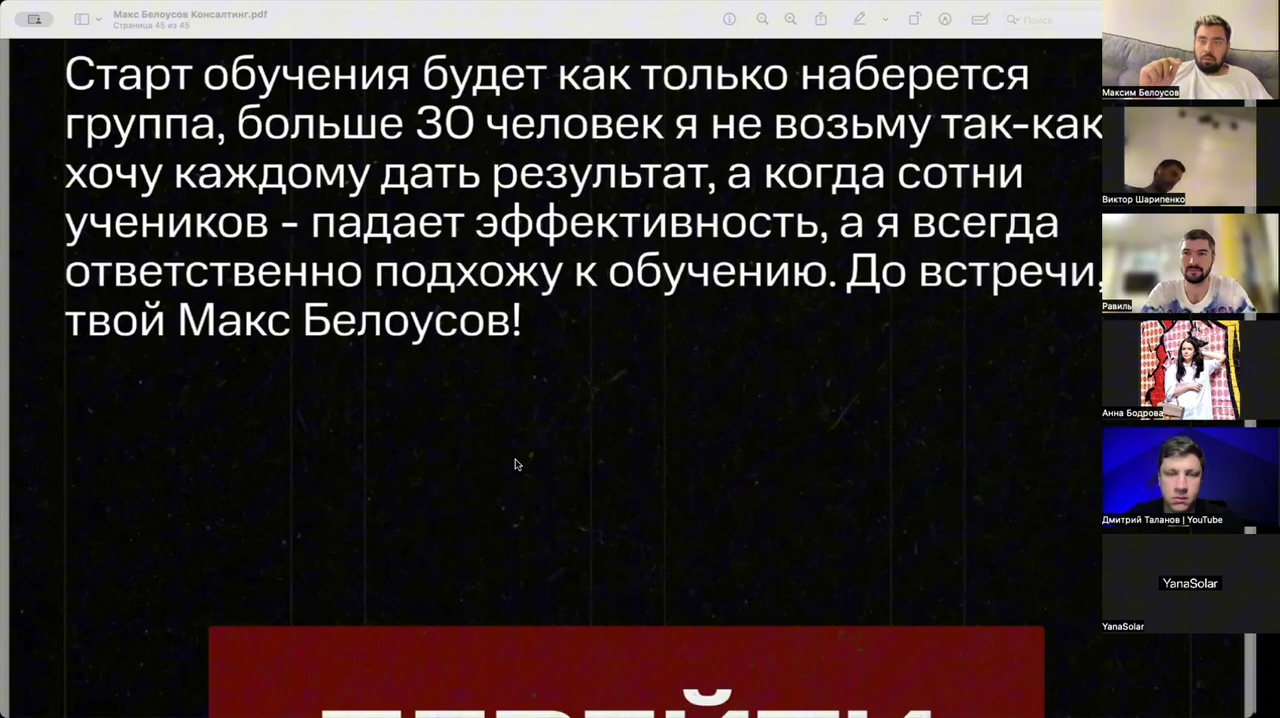 Макс Белоусов Консалтинг.pdf
Страница 45 из 45
Поиск
Старт обучения будет как только наберется
группа, больше 30 человек я не возьму так-как
хочу каждому дать результат, а когда сотни
учеников - падает эффективность, а я всегда
ответственно подхожу к обучению. До встречи,
твой Макс Белоусов!
ПЕРЕЙТИ
Максим Белоусов
Виктор Шарипенко
Равиль
Анна Бодрова
Дмитрий Таланов | YouTube
YanaSolar
YanaSolar